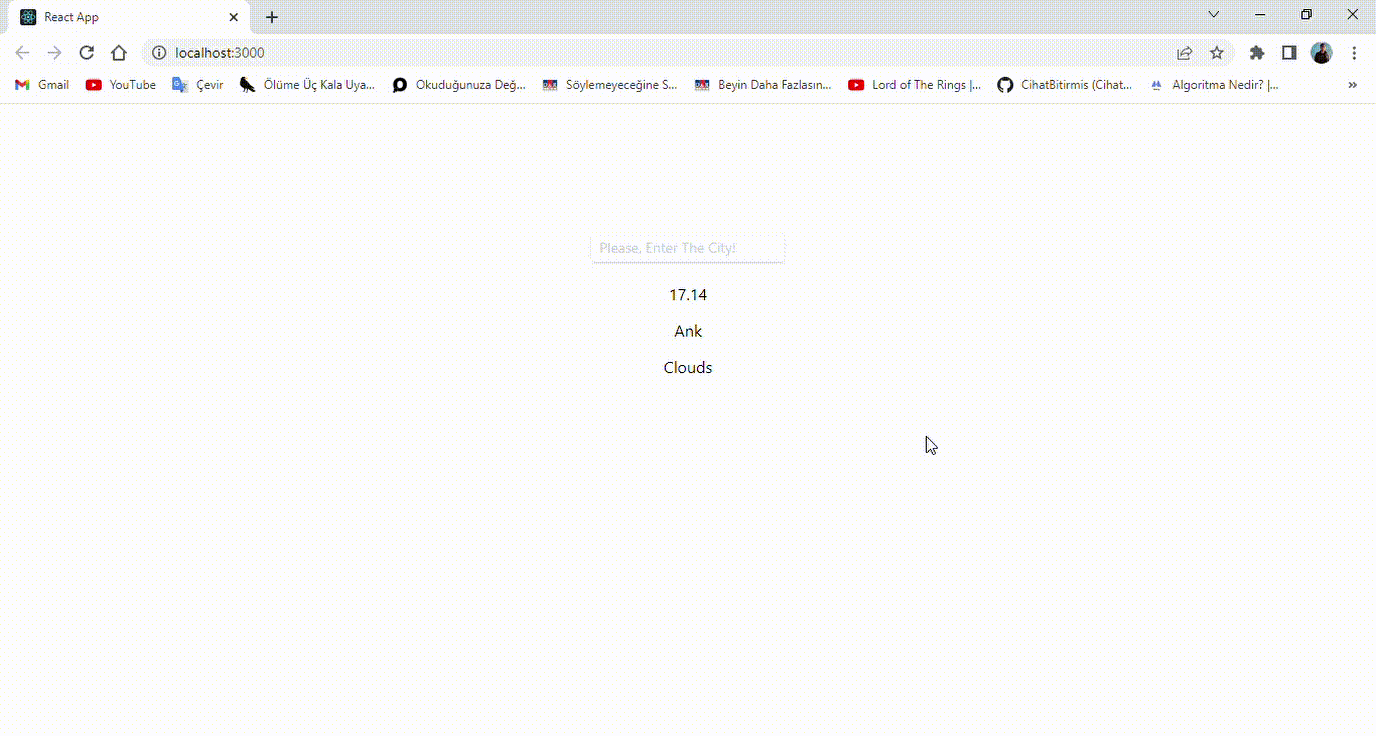 React App
localhost:3000
Gmail YouTube Çevir Ölüme Üç Kala Uya... Okuduğunuza Değ... Söylemeyeceğine S... Beyin Daha Fazlasın... Lord of The Rings |... CihatBitirmis (Cihat... Algoritma Nedir? |... »
Please, Enter The City!
17.14
Ank
Clouds